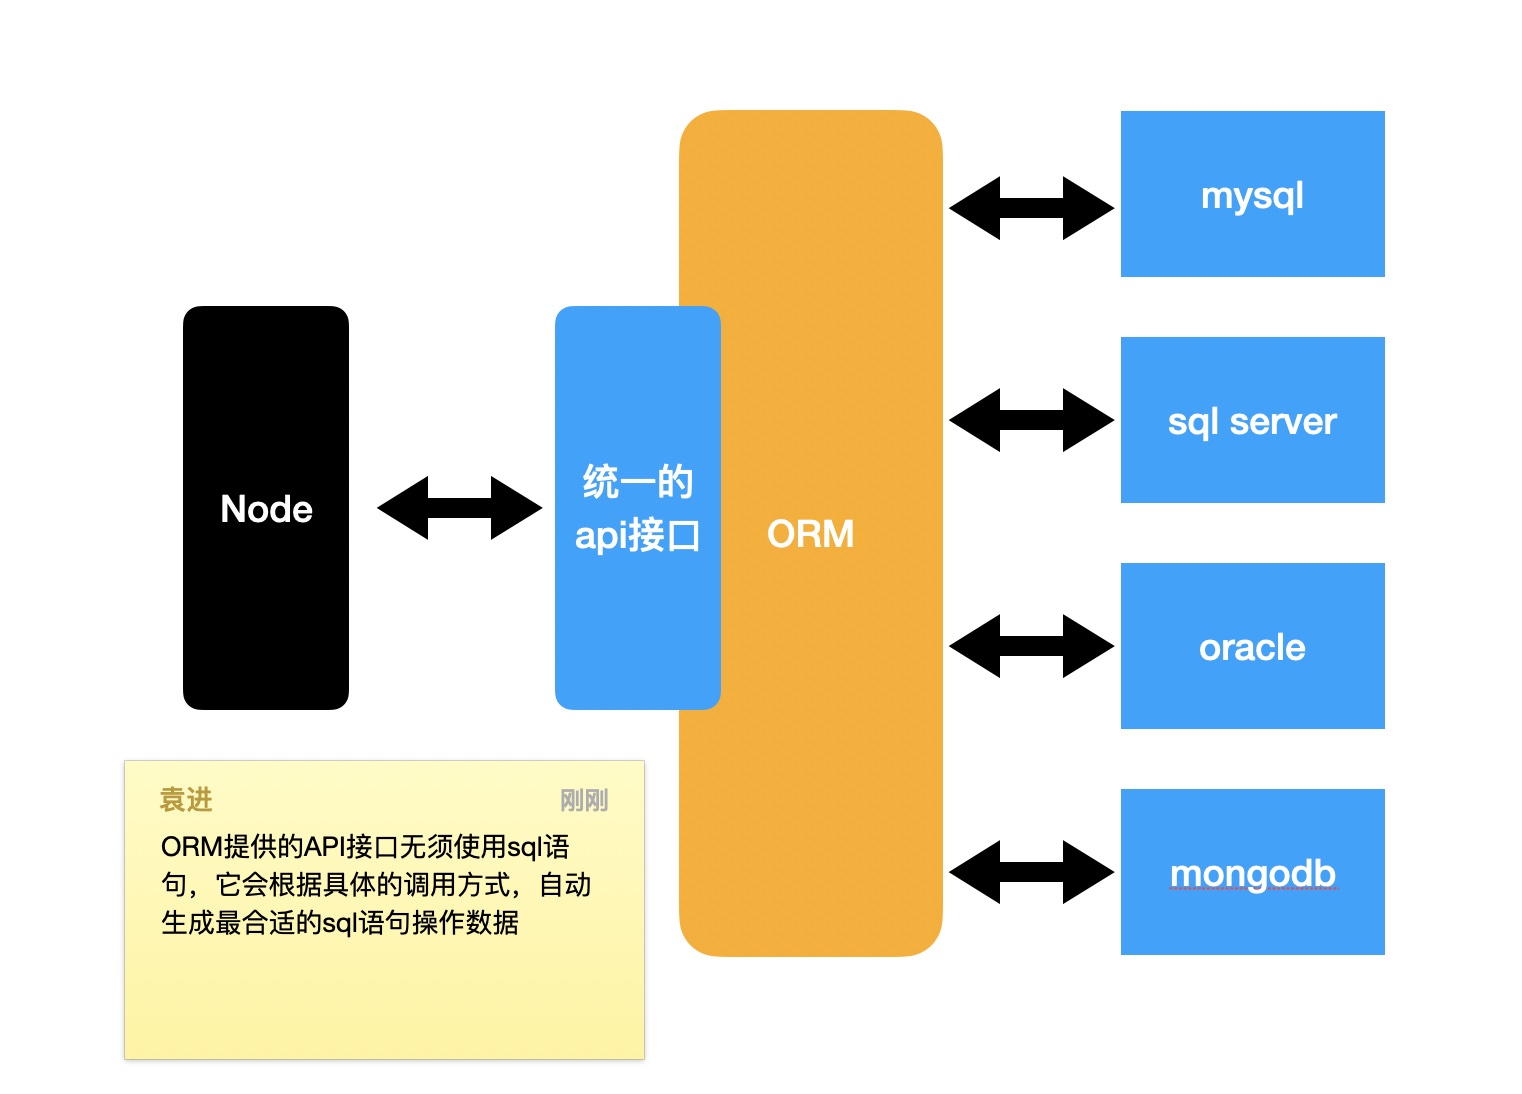 mysql
sql server
Node
统一的
api接口
ORM
oracle
mongodb
袁进
刚刚
ORM提供的API接口无须使用sql语
句，它会根据具体的调用方式，自动
生成最合适的sql语句操作数据